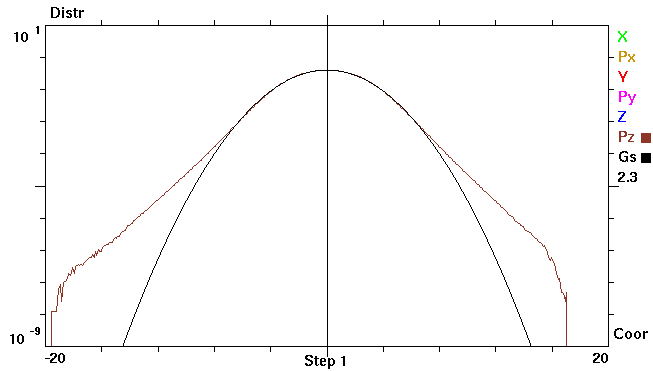 Distr
10 1
X
Px
Y
Py
Z
Pz
Gs
2.3
10 -9
Coor
-20
Step 1
20